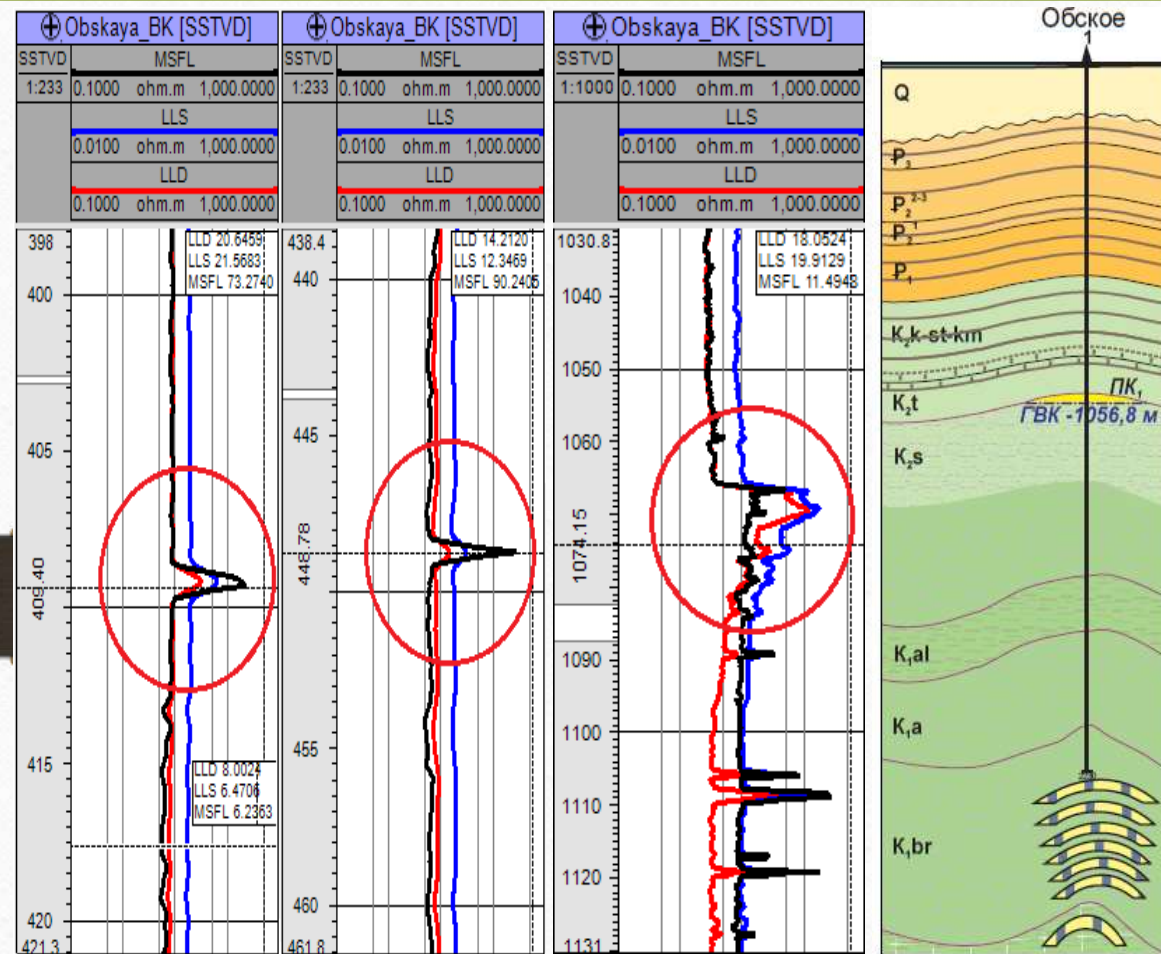 Obskaya_BK [SSTVD]
SSTVD
MSFL
1:233
0.1000 ohm.m 1,000.0000
LLS
0.0100 ohm.m 1,000.0000
LLD
0.1000 ohm.m 1,000.0000
398
400
405
409.40
415
420
421.3
LLD 20.6459
LLS 21.5683
MSFL 73.2740
LLD 8.0024
LLS 6.4706
MSFL 6.2363
Obskaya_BK [SSTVD]
SSTVD
MSFL
1:233
0.1000 ohm.m 1,000.0000
LLS
0.0100 ohm.m 1,000.0000
LLD
0.1000 ohm.m 1,000.0000
438.4
440
445
448.78
455
460
461.8
LLD 14.2120
LLS 12.3469
MSFL 90.2405
Obskaya_BK [SSTVD]
SSTVD
MSFL
1:1000
0.1000 ohm.m 1,000.0000
LLS
0.0100 ohm.m 1,000.0000
LLD
0.1000 ohm.m 1,000.0000
1030.8
1040
1050
1060
1074.15
1090
1100
1110
1120
1131
LLD 18.0524
LLS 19.9129
MSFL 11.4948
Обское
1
Q
P₃
P₂²⁻³
P₂¹
P₁
K₂k-st-km
ПК₁
K₂t
ГВК -1056,8 м
K₂s
K₁al
K₁a
K₁br